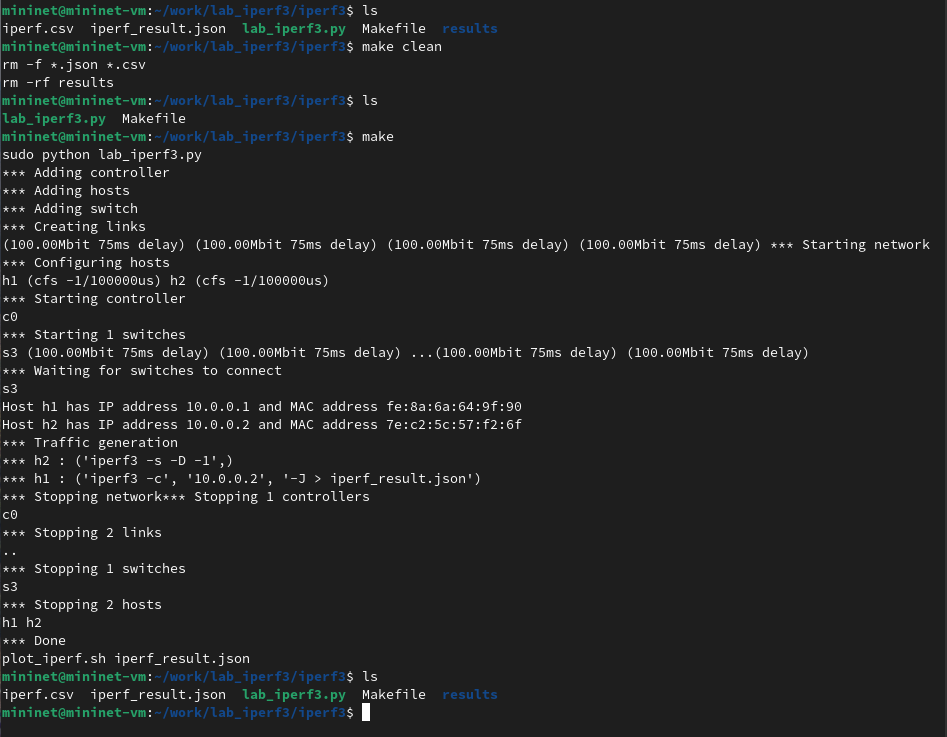 mininet@mininet-vm:~/work/lab_iperf3/iperf3$ ls
iperf.csv  iperf_result.json  lab_iperf3.py  Makefile  results
mininet@mininet-vm:~/work/lab_iperf3/iperf3$ make clean
rm -f *.json *.csv
rm -rf results
mininet@mininet-vm:~/work/lab_iperf3/iperf3$ ls
lab_iperf3.py  Makefile
mininet@mininet-vm:~/work/lab_iperf3/iperf3$ make
sudo python lab_iperf3.py
*** Adding controller
*** Adding hosts
*** Adding switch
*** Creating links
(100.00Mbit 75ms delay) (100.00Mbit 75ms delay) (100.00Mbit 75ms delay) (100.00Mbit 75ms delay) *** Starting network
*** Configuring hosts
h1 (cfs -1/100000us) h2 (cfs -1/100000us)
*** Starting controller
c0
*** Starting 1 switches
s3 (100.00Mbit 75ms delay) (100.00Mbit 75ms delay) ...(100.00Mbit 75ms delay) (100.00Mbit 75ms delay)
*** Waiting for switches to connect
s3
Host h1 has IP address 10.0.0.1 and MAC address fe:8a:6a:64:9f:90
Host h2 has IP address 10.0.0.2 and MAC address 7e:c2:5c:57:f2:6f
*** Traffic generation
*** h2 : ('iperf3 -s -D -1',)
*** h1 : ('iperf3 -c', '10.0.0.2', '-J > iperf_result.json')
*** Stopping network*** Stopping 1 controllers
c0
*** Stopping 2 links
..
*** Stopping 1 switches
s3
*** Stopping 2 hosts
h1 h2
*** Done
plot_iperf.sh iperf_result.json
mininet@mininet-vm:~/work/lab_iperf3/iperf3$ ls
iperf.csv  iperf_result.json  lab_iperf3.py  Makefile  results
mininet@mininet-vm:~/work/lab_iperf3/iperf3$